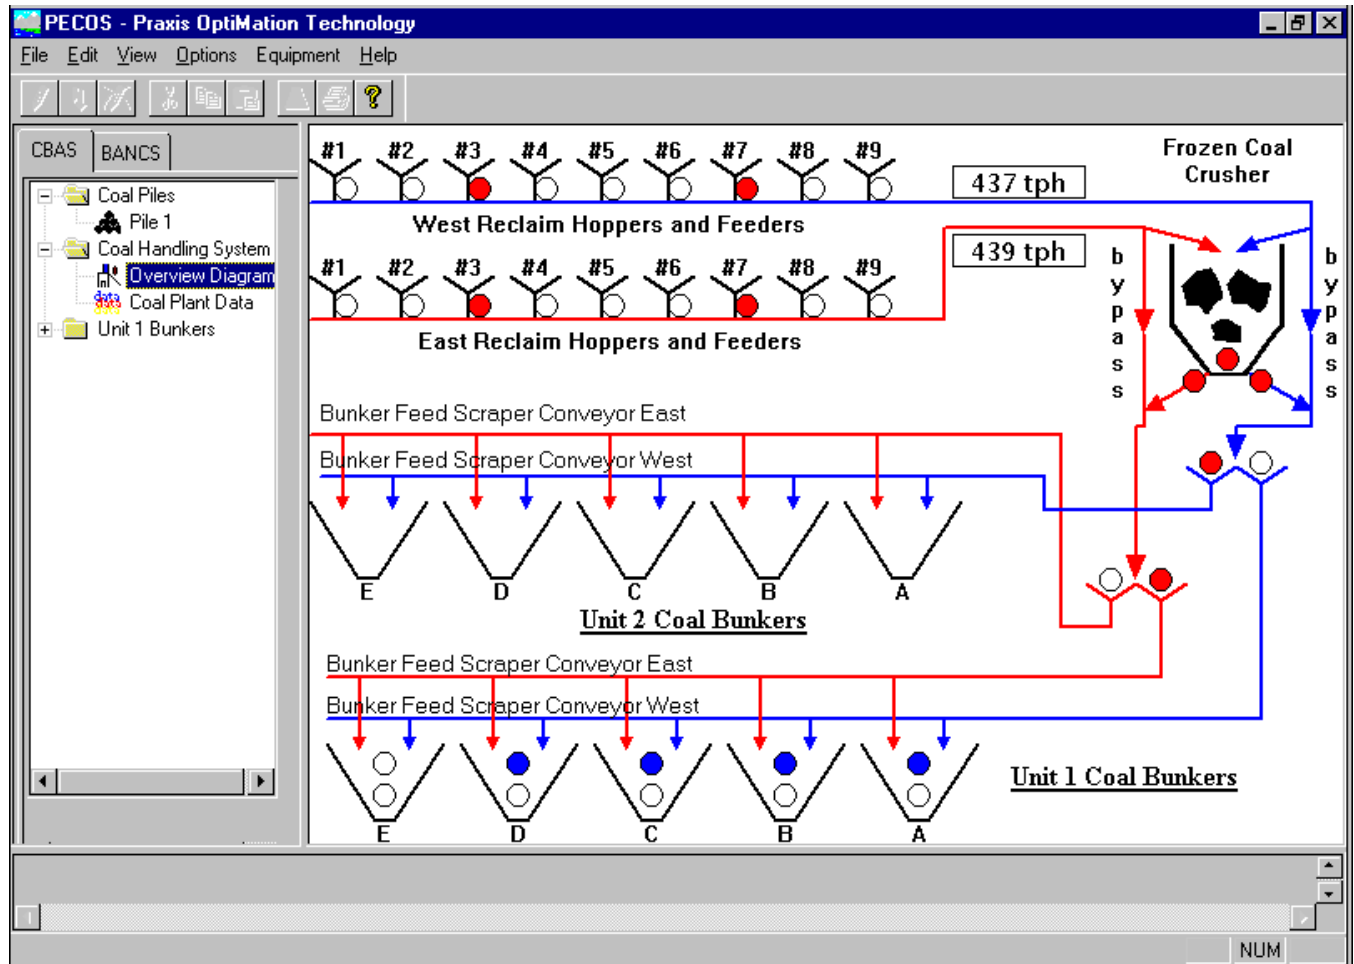 PECOS - Praxis OptiMation Technology
File Edit View Options Equipment Help
CBAS BANCS
Coal Piles
Pile 1
Coal Handling System
Overview Diagram
data Coal Plant Data
Unit 1 Bunkers
#1 #2 #3 #4 #5 #6 #7 #8 #9
437 tph
West Reclaim Hoppers and Feeders
Frozen Coal
Crusher
439 tph
#1 #2 #3 #4 #5 #6 #7 #8 #9
East Reclaim Hoppers and Feeders
bypass
bypass
Bunker Feed Scraper Conveyor East
Bunker Feed Scraper Conveyor West
E D C B A
Unit 2 Coal Bunkers
Bunker Feed Scraper Conveyor East
Bunker Feed Scraper Conveyor West
Unit 1 Coal Bunkers
E D C B A
NUM